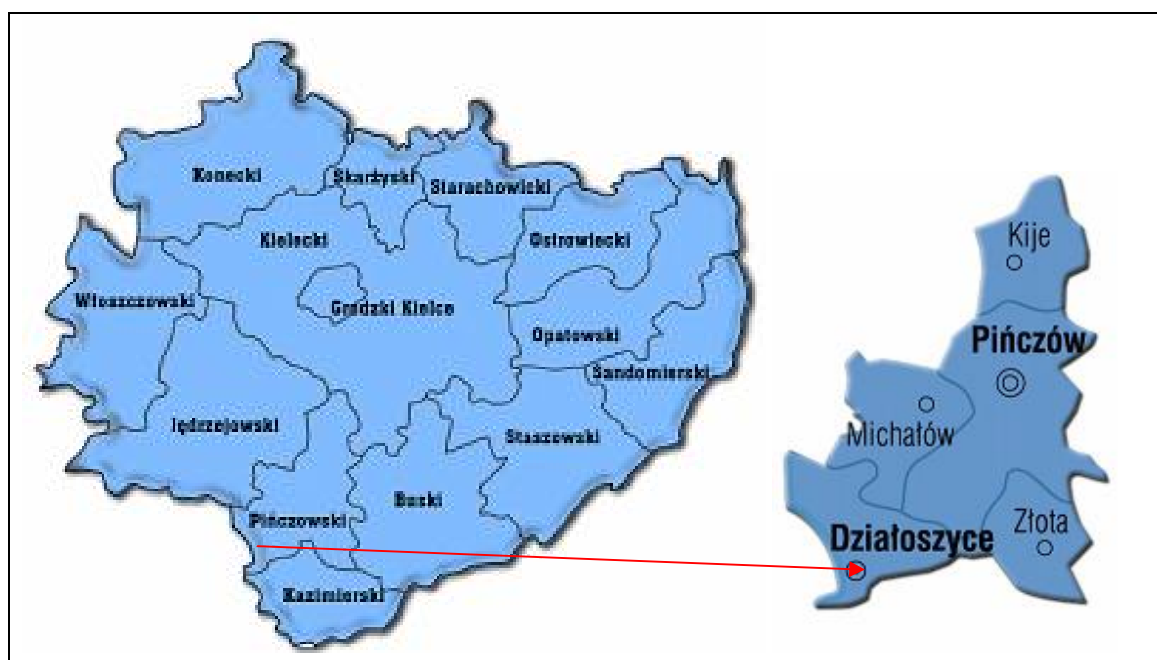 Konecki
Skarżyski
Starachowicki
Kielecki
Ostrowiecki
Włoszczowski
Grodzki Kielce
Opatowski
Sandomierski
Jędrzejowski
Staszowski
Buski
Pińczowski
Kazimierski
Kije
Pińczów
Michałów
Złota
Działoszyce